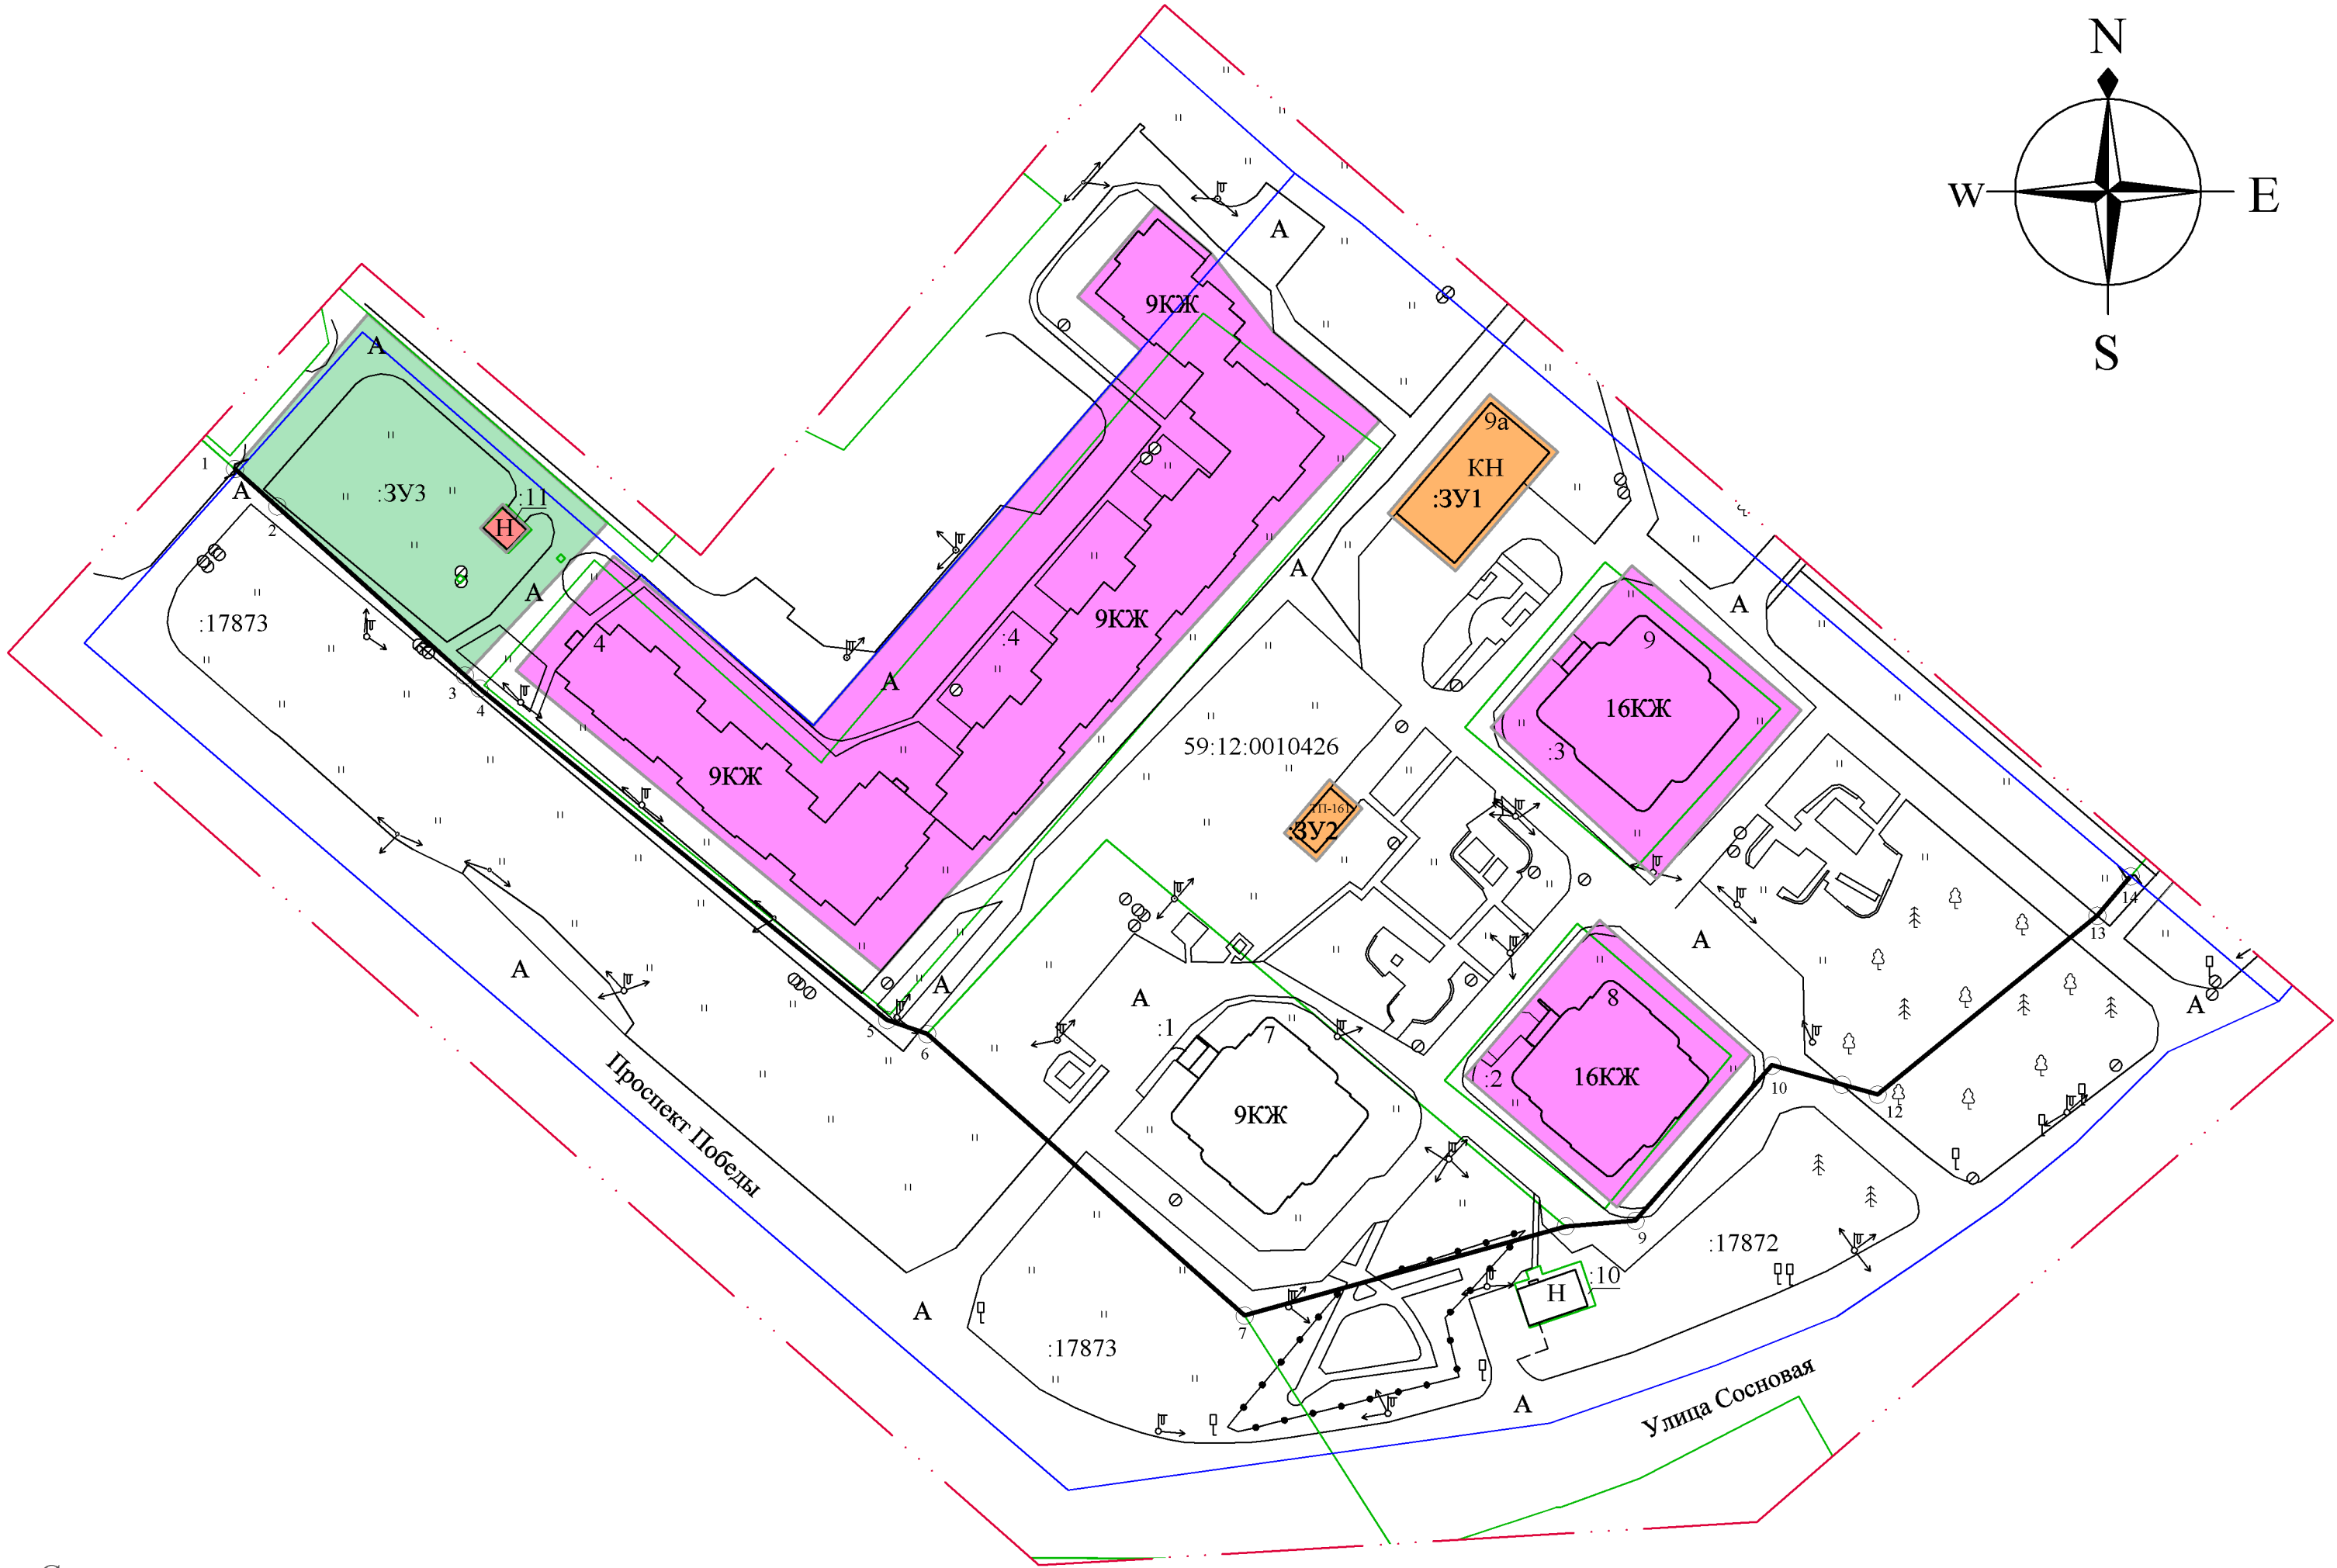 N
W
E
S
А
9КЖ
А
9а
КН
:ЗУ1
А
:ЗУ3
:11
Н
1
А
2
А
А
:17873
4
:4
9КЖ
А
9
16КЖ
:3
А
3
4
9КЖ
59:12:0010426
ТП-161
:ЗУ2
14
13
А
А
А
5
6
А
:1
7
9КЖ
8
16КЖ
:2
10
12
А
Проспект Победы
9
:17872
:10
Н
А
7
:17873
А
Улица Сосновая